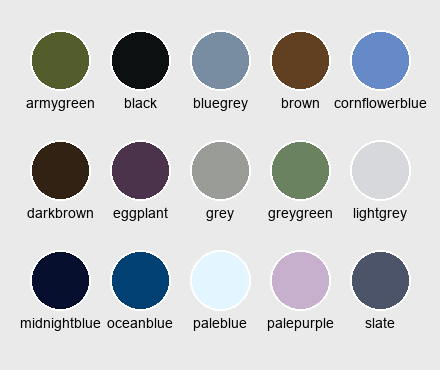 armygreen black bluegrey brown cornflowerblue
darkbrown eggplant grey greygreen lightgrey
midnightblue oceanblue paleblue palepurple slate